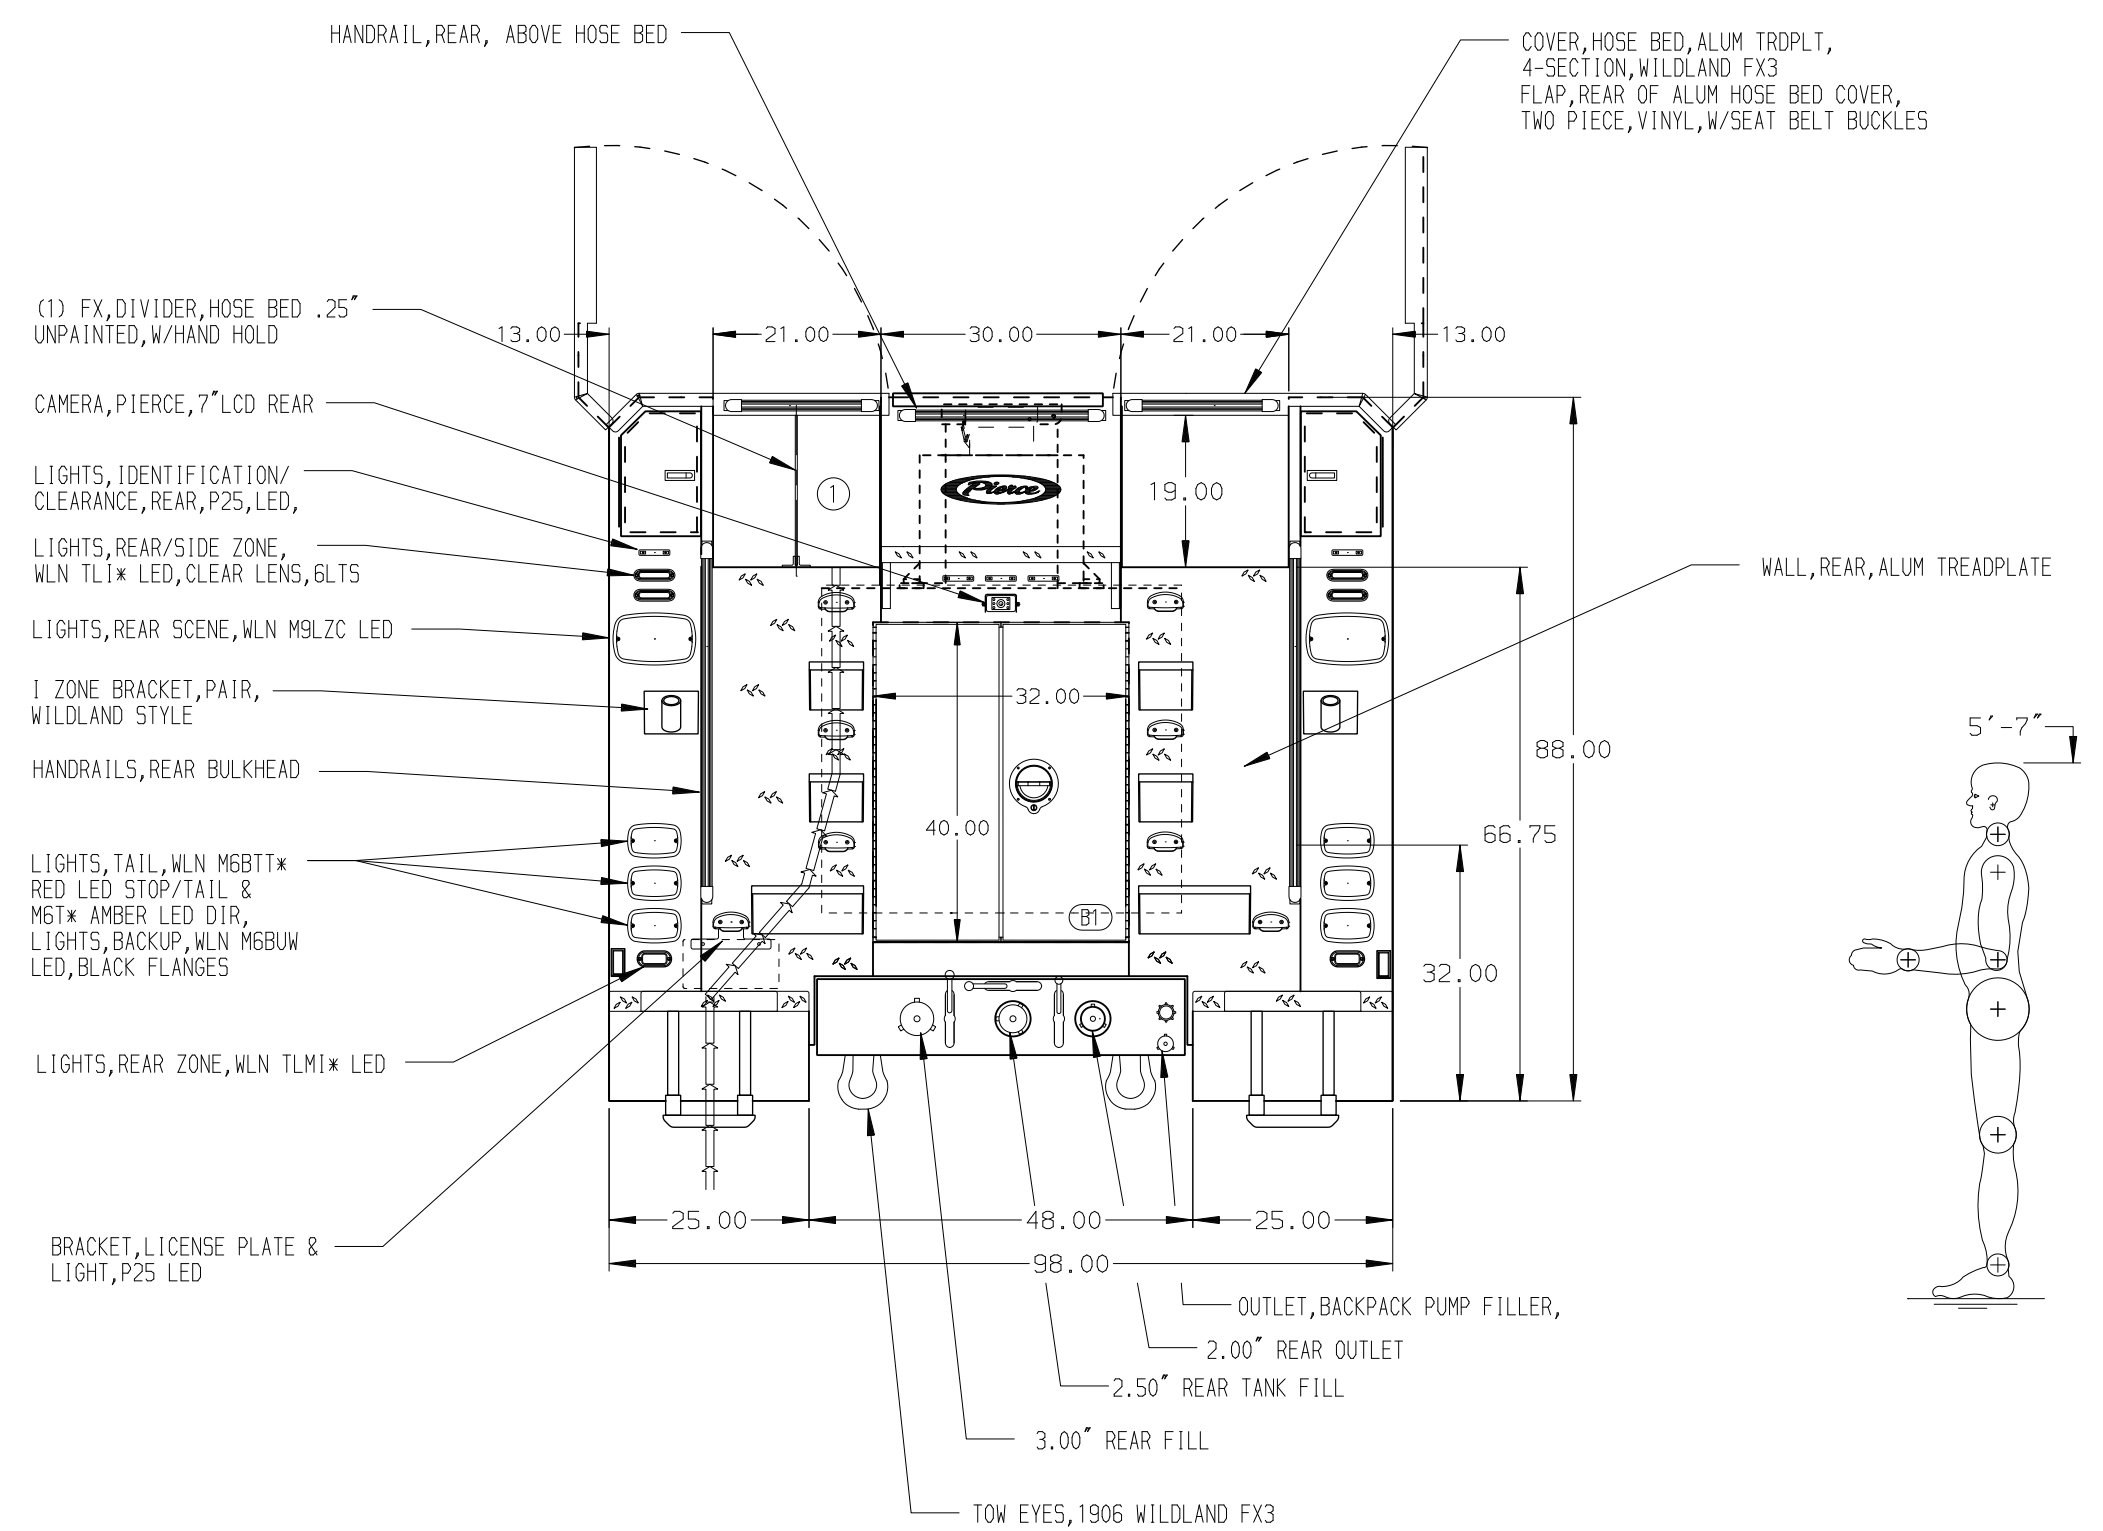 HANDRAIL,REAR, ABOVE HOSE BED
COVER,HOSE BED,ALUM TRDPLT,
4-SECTION,WILDLAND FX3
FLAP,REAR OF ALUM HOSE BED COVER,
TWO PIECE,VINYL,W/SEAT BELT BUCKLES
(1) FX,DIVIDER,HOSE BED .25"
UNPAINTED,W/HAND HOLD
13.00
21.00
30.00
21.00
13.00
CAMERA,PIERCE,7"LCD REAR
LIGHTS,IDENTIFICATION/
CLEARANCE,REAR,P25,LED,
1
Pierce
19.00
LIGHTS,REAR/SIDE ZONE,
WLN TLI* LED,CLEAR LENS,6LTS
WALL,REAR,ALUM TREADPLATE
LIGHTS,REAR SCENE,WLN M9LZC LED
I ZONE BRACKET,PAIR,
WILDLAND STYLE
32.00
5'-7"
88.00
HANDRAILS,REAR BULKHEAD
40.00
66.75
LIGHTS,TAIL,WLN M6BTT*
RED LED STOP/TAIL &
M6T* AMBER LED DIR,
LIGHTS,BACKUP,WLN M6BUW
LED,BLACK FLANGES
B1
32.00
LIGHTS,REAR ZONE,WLN TLMI* LED
25.00
48.00
25.00
98.00
BRACKET,LICENSE PLATE &
LIGHT,P25 LED
OUTLET,BACKPACK PUMP FILLER,
2.00" REAR OUTLET
2.50" REAR TANK FILL
3.00" REAR FILL
TOW EYES,1906 WILDLAND FX3